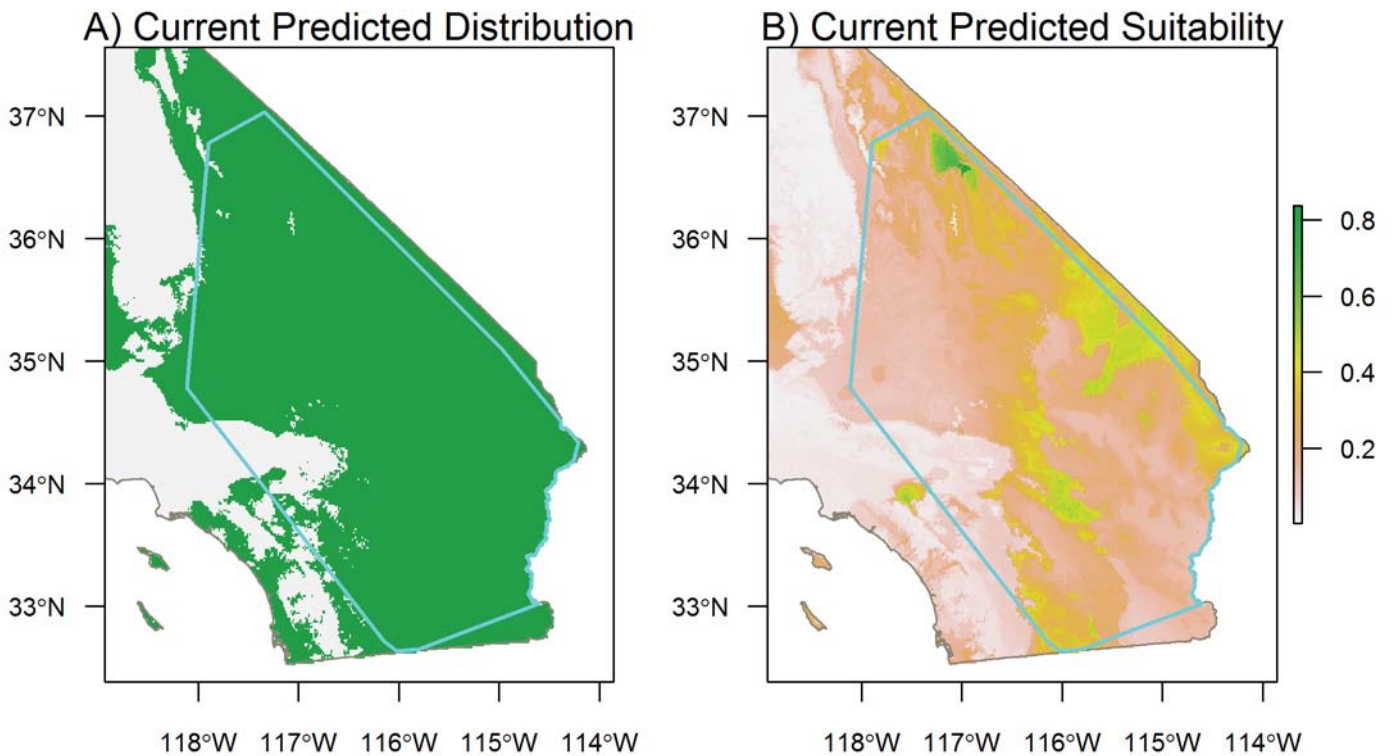 A) Current Predicted Distribution
B) Current Predicted Suitability
37°N
36°N
35°N
34°N
33°N
118°W 117°W 116°W 115°W 114°W
37°N
36°N
35°N
34°N
33°N
118°W 117°W 116°W 115°W 114°W
0.8
0.6
0.4
0.2